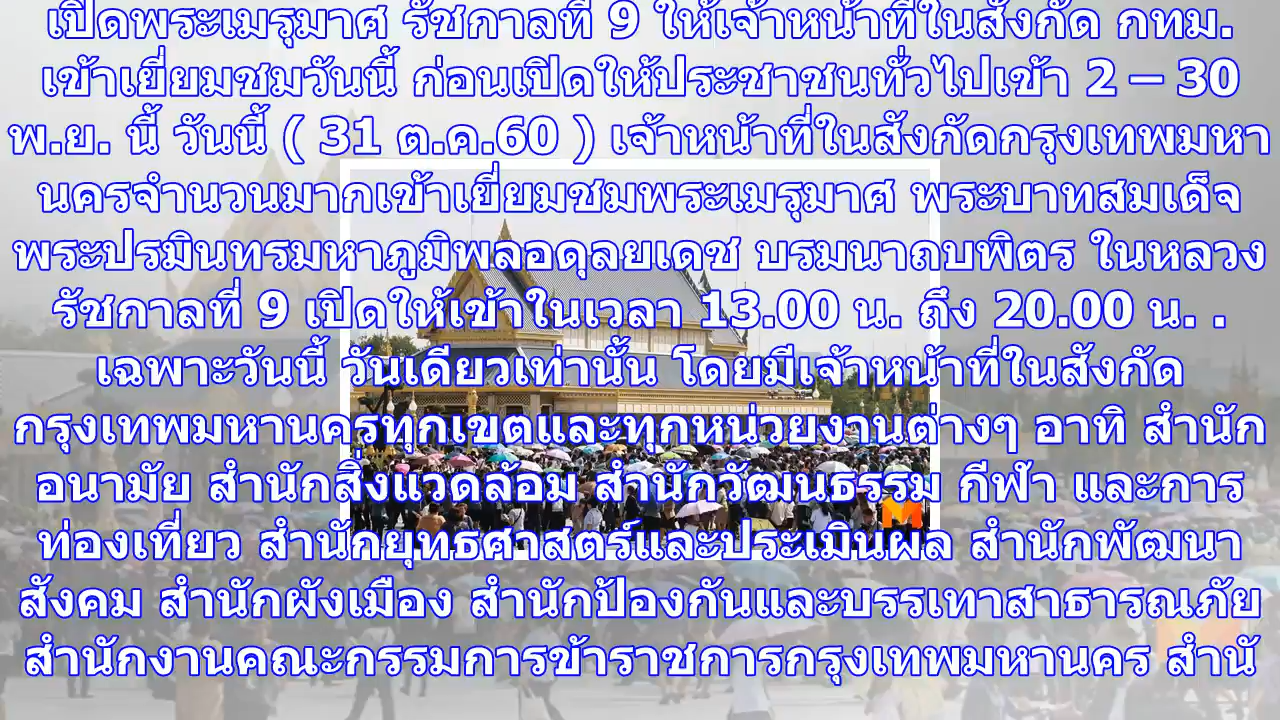 เปิดพระเมรุมาศ รัชกาลที่ 9 ให้เจ้าหน้าที่ในสังกัด กทม.
เข้าเยี่ยมชมวันนี้ ก่อนเปิดให้ประชาชนทั่วไปเข้า 2 – 30
พ.ย. นี้ วันนี้ ( 31 ต.ค.60 ) เจ้าหน้าที่ในสังกัดกรุงเทพมหา
นครจำนวนมากเข้าเยี่ยมชมพระเมรุมาศ พระบาทสมเด็จ
พระปรมินทรมหาภูมิพลอดุลยเดช บรมนาถบพิตร ในหลวง
รัชกาลที่ 9 เปิดให้เข้าในเวลา 13.00 น. ถึง 20.00 น. .
เฉพาะวันนี้ วันเดียวเท่านั้น โดยมีเจ้าหน้าที่ในสังกัด
กรุงเทพมหานครทุกเขตและทุกหน่วยงานต่างๆ อาทิ สำนัก
อนามัย สำนักสิ่งแวดล้อม สำนักวัฒนธรรม กีฬา และการ
ท่องเที่ยว สำนักยุทธศาสตร์และประเมินผล สำนักพัฒนา
สังคม สำนักผังเมือง สำนักป้องกันและบรรเทาสาธารณภัย
สำนักงานคณะกรรมการข้าราชการกรุงเทพมหานคร สำนั